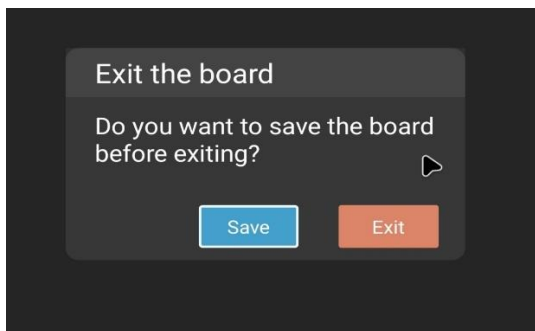 Exit the board
Do you want to save the board
before exiting?
Save
Exit